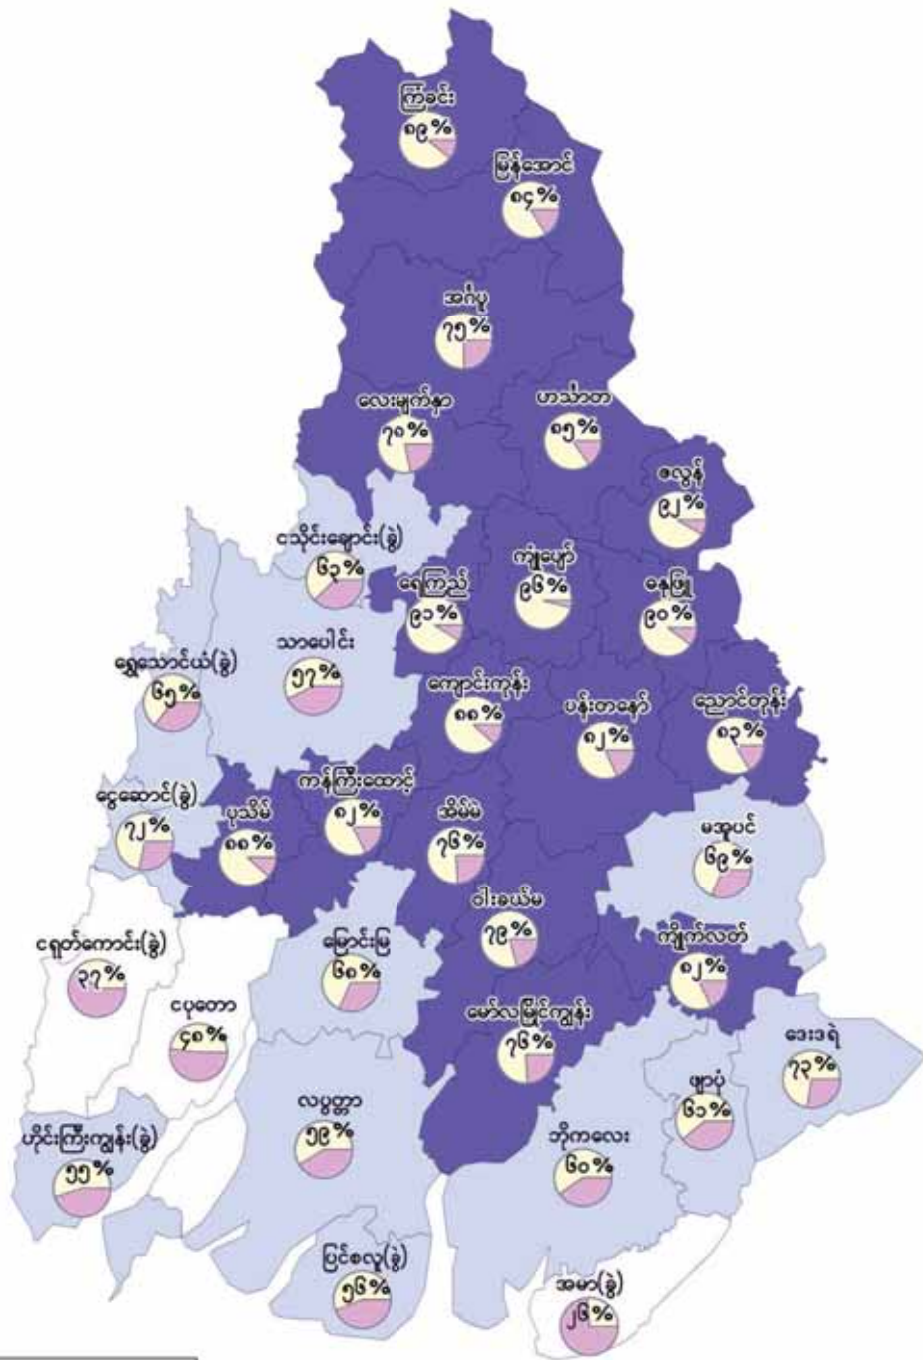 ကြံခင်း
၈၉%
မြန်အောင်
၈၄%
အင်္ဂပူ
၇၅%
လေးမျက်နှာ
၇၈%
ဟင်္သာတ
၈၅%
ဇလွန်
၉၂%
ငသိုင်းချောင်း(ခွဲ)
၆၃%
ရေကြည်
၉၁%
ကျုံပျော်
၉၆%
ဓနုဖြူ
၉၀%
ရွှေသောင်ယံ(ခွဲ)
၆၅%
သာပေါင်း
၅၇%
ကျောင်းကုန်း
၈၈%
ပန်းတနော်
၈၂%
ညောင်တုန်း
၈၃%
ငွေဆောင်(ခွဲ)
၇၂%
ပုသိမ်
၈၈%
ကန်ကြီးထောင့်
၈၂%
အိမ်မဲ
၇၆%
မအူပင်
၆၉%
ဝါးခယ်မ
၇၉%
ငရုတ်ကောင်း(ခွဲ)
၃၇%
မြောင်းမြ
၆၈%
ကျိုက်လတ်
၈၂%
ငပုတော
၄၈%
မော်လမြိုင်ကျွန်း
၇၆%
ဒေးဒရဲ
၇၃%
ဖျာပုံ
၆၁%
လပွတ္တာ
၅၉%
ဟိုင်းကြီးကျွန်း(ခွဲ)
၅၅%
ဘိုကလေး
၆၀%
ပြင်စလူ(ခွဲ)
၅၆%
အမာ(ခွဲ)
၂၆%